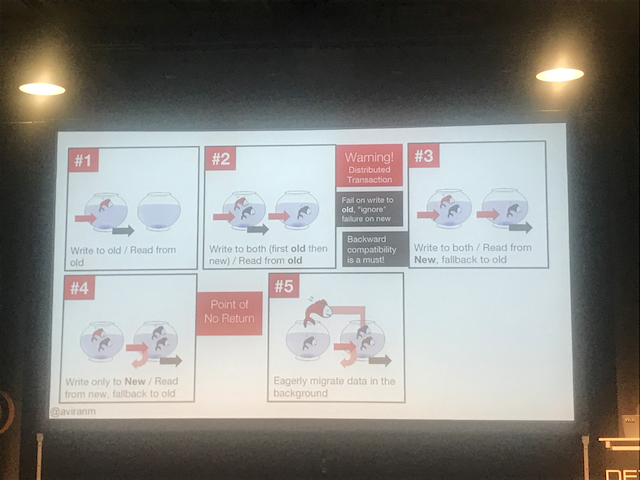 #1
Write to old / Read from
old
#2
Write to both (first old then
new) / Read from old
Warning!
Distributed
Transaction
Fail on write to
old, "ignore"
failure on new
Backward
compatibility
is a must!
#3
Write to both / Read from
New, fallback to old
#4
Write only to New / Read
from new, fallback to old
Point of
No Return
#5
Eagerly migrate data in the
background
@aviranm